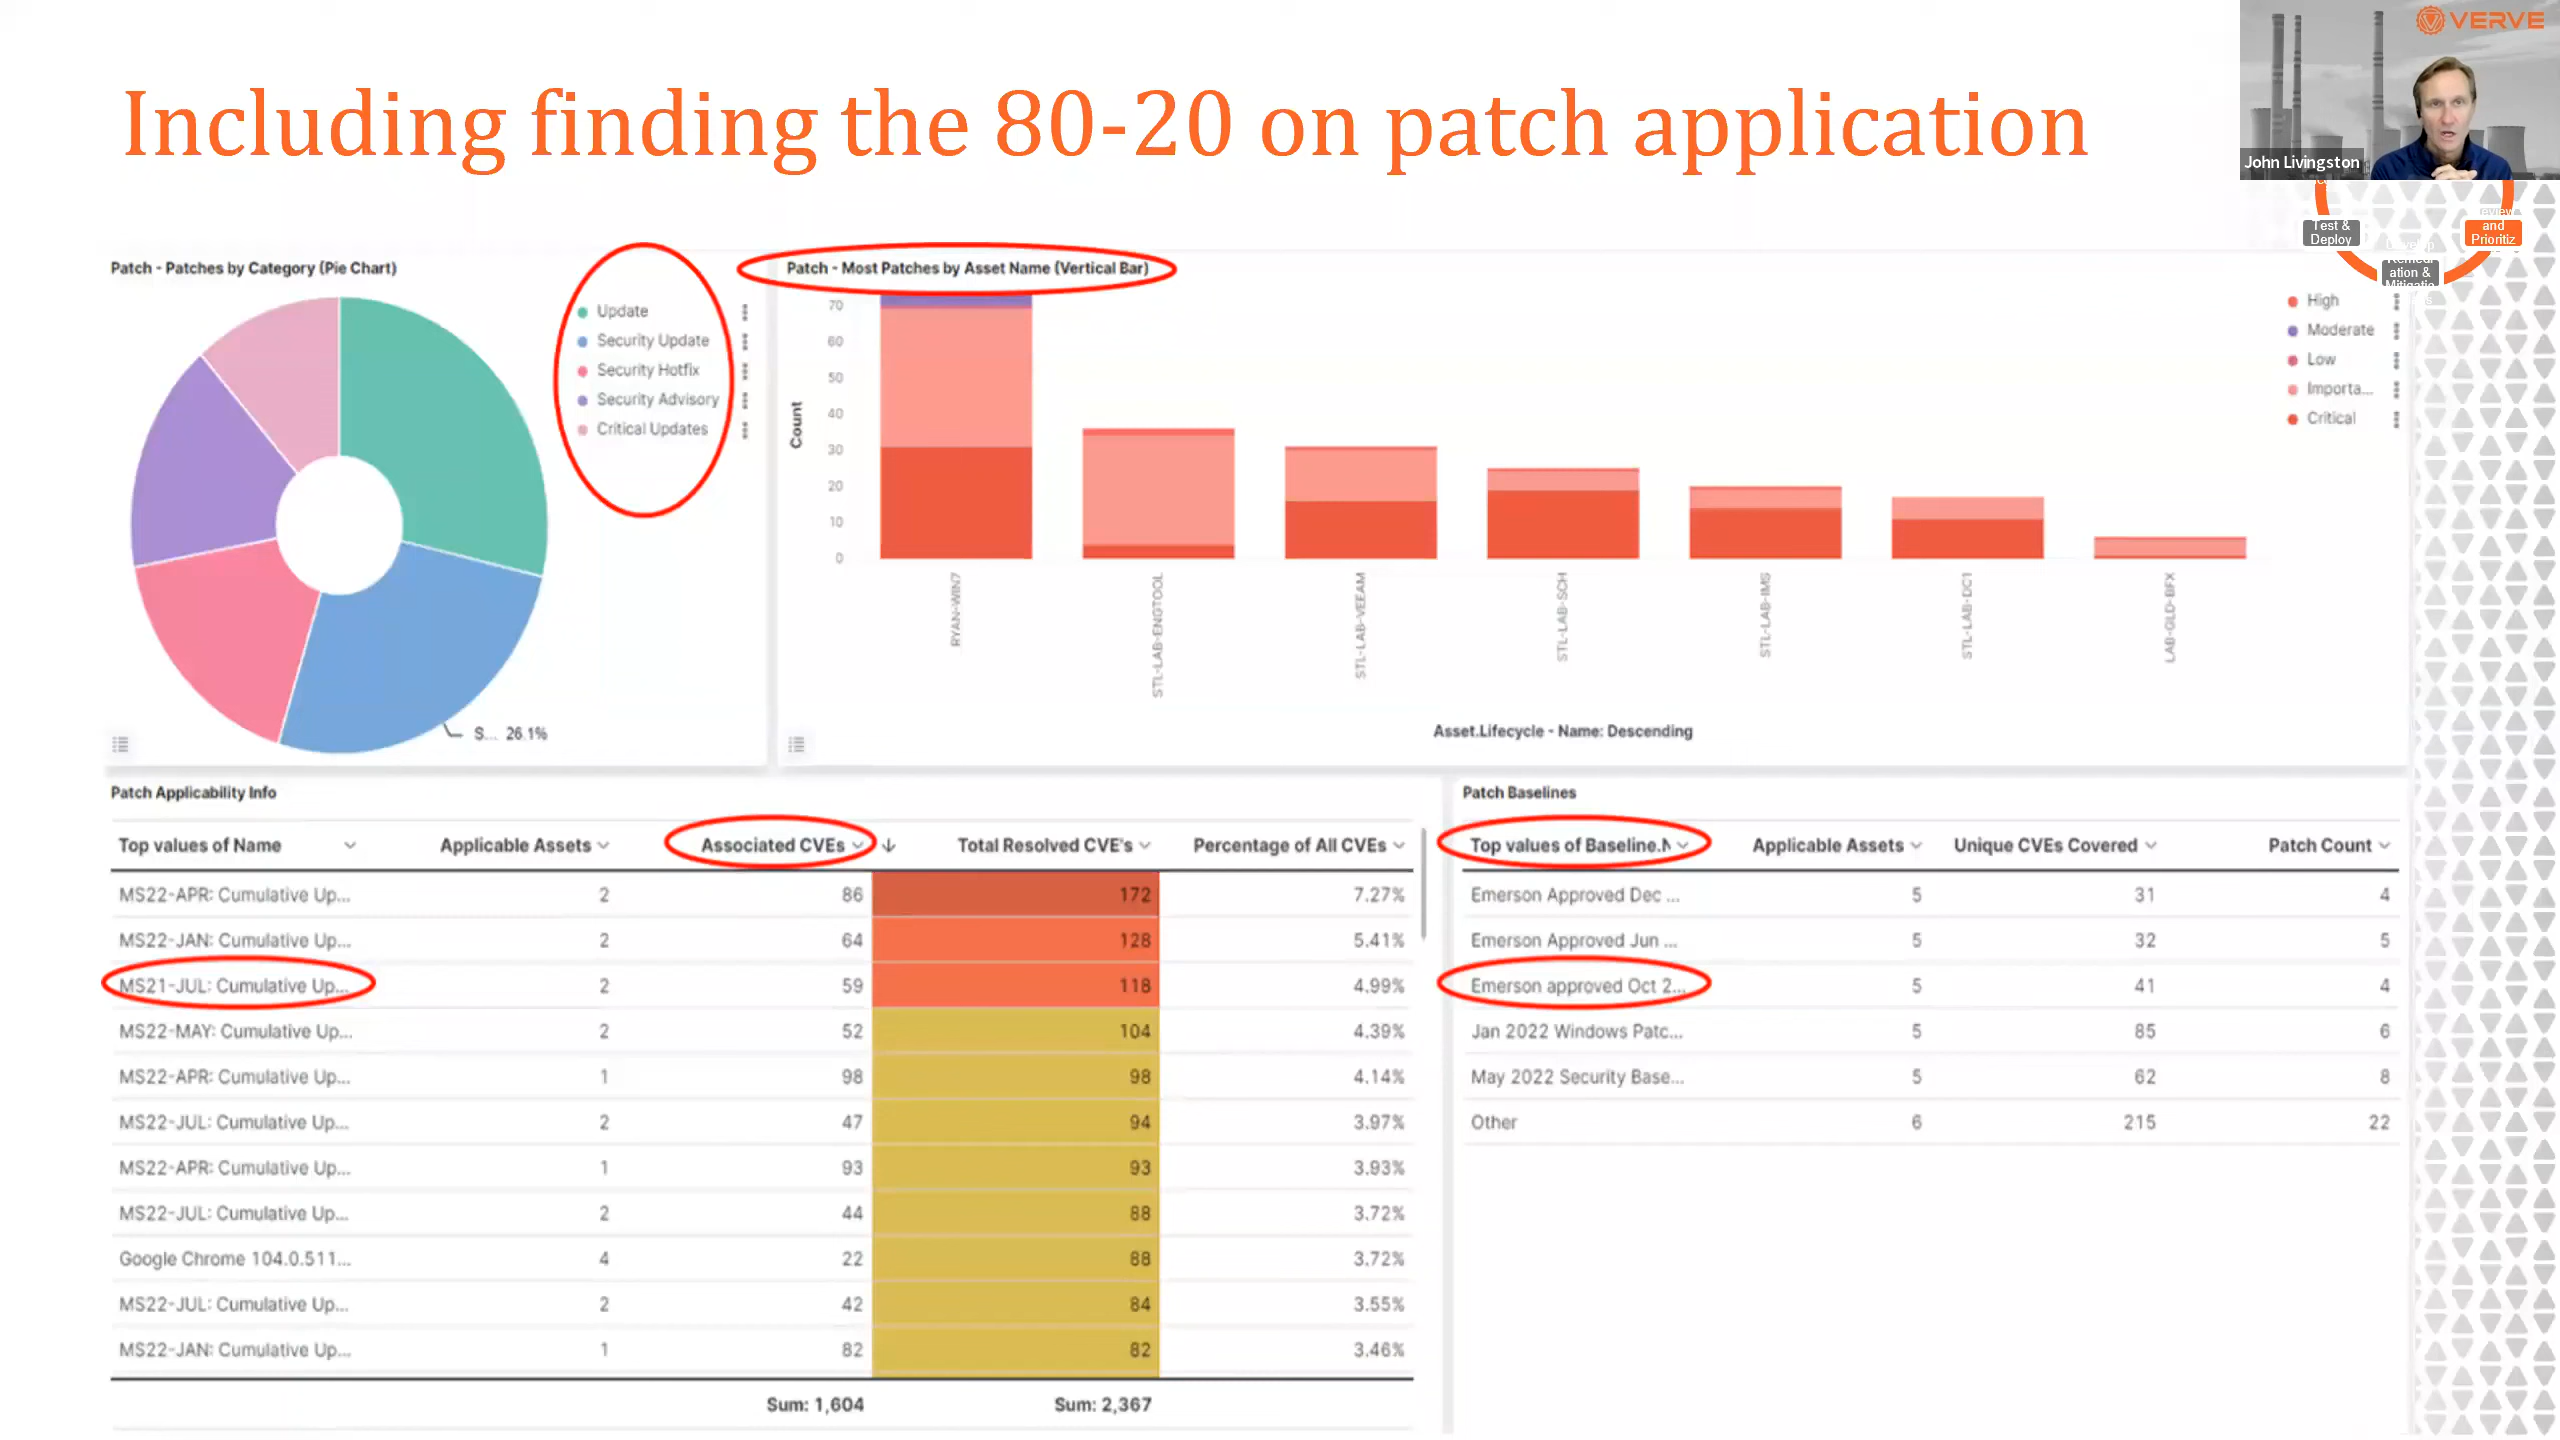 VERVE
Including finding the 80-20 on patch application
John Livingston
Test &
Deploy
and
Prioritiz
ation &
Patch - Patches by Category (Pie Chart)
Update
Security Update
Security Hotfix
Security Advisory
Critical Updates
S... 26.1%
Patch - Most Patches by Asset Name (Vertical Bar)
Count
70
60
50
40
30
20
10
0
RYAN-WIN7
STL-LAB-ENGTOOL
STL-LAB-VEEAM
STL-LAB-SCH
STL-LAB-IMS
STL-LAB-DC1
LAB-GLD-BFX
Asset.Lifecycle - Name: Descending
High
Moderate
Low
Importa...
Critical
Patch Applicability Info
Top values of Name Applicable Assets Associated CVEs Total Resolved CVE's Percentage of All CVEs
MS22-APR: Cumulative Up... 2 86 172 7.27%
MS22-JAN: Cumulative Up... 2 64 128 5.41%
MS21-JUL: Cumulative Up... 2 59 118 4.99%
MS22-MAY: Cumulative Up... 2 52 104 4.39%
MS22-APR: Cumulative Up... 1 98 98 4.14%
MS22-JUL: Cumulative Up... 2 47 94 3.97%
MS22-APR: Cumulative Up... 1 93 93 3.93%
MS22-JUL: Cumulative Up... 2 44 88 3.72%
Google Chrome 104.0.511... 4 22 88 3.72%
MS22-JUL: Cumulative Up... 2 42 84 3.55%
MS22-JAN: Cumulative Up... 1 82 82 3.46%
Sum: 1,604 Sum: 2,367
Patch Baselines
Top values of Baseline.N Applicable Assets Unique CVEs Covered Patch Count
Emerson Approved Dec ... 5 31 4
Emerson Approved Jun ... 5 32 5
Emerson approved Oct 2... 5 41 4
Jan 2022 Windows Patc... 5 85 6
May 2022 Security Base... 5 62 8
Other 6 215 22